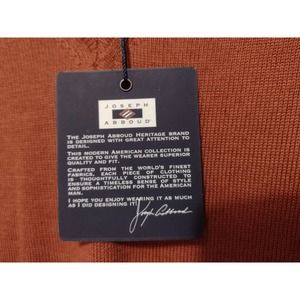 JOSEPH
ABBOUD
THE JOSEPH ABBOUD HERITAGE BRAND
IS DESIGNED WITH GREAT ATTENTION TO
DETAIL.
THIS MODERN AMERICAN COLLECTION IS
CREATED TO GIVE THE WEARER SUPERIOR
QUALITY AND FIT.
CRAFTED FROM THE WORLD'S FINEST
FABRICS, EACH PIECE OF CLOTHING
IS THOUGHTFULLY CONSTRUCTED TO
ENSURE A TIMELESS SENSE OF STYLE
AND SOPHISTICATION FOR THE AMERICAN
MAN.
I HOPE YOU ENJOY WEARING IT AS MUCH
AS I DID DESIGNING IT!
Joseph Abboud